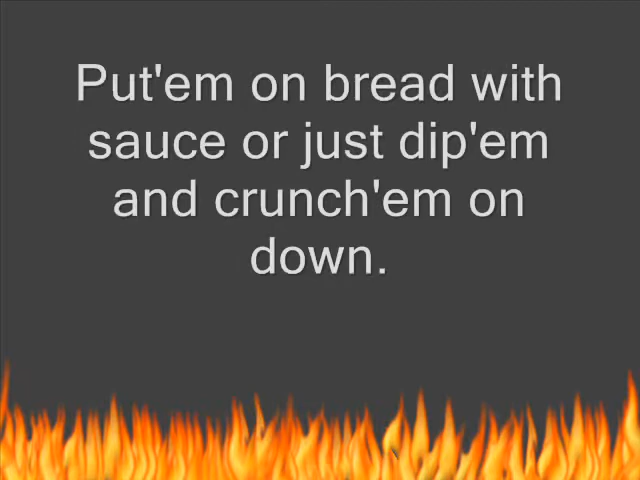 Put'em on bread with
sauce or just dip'em
and crunch'em on
down.